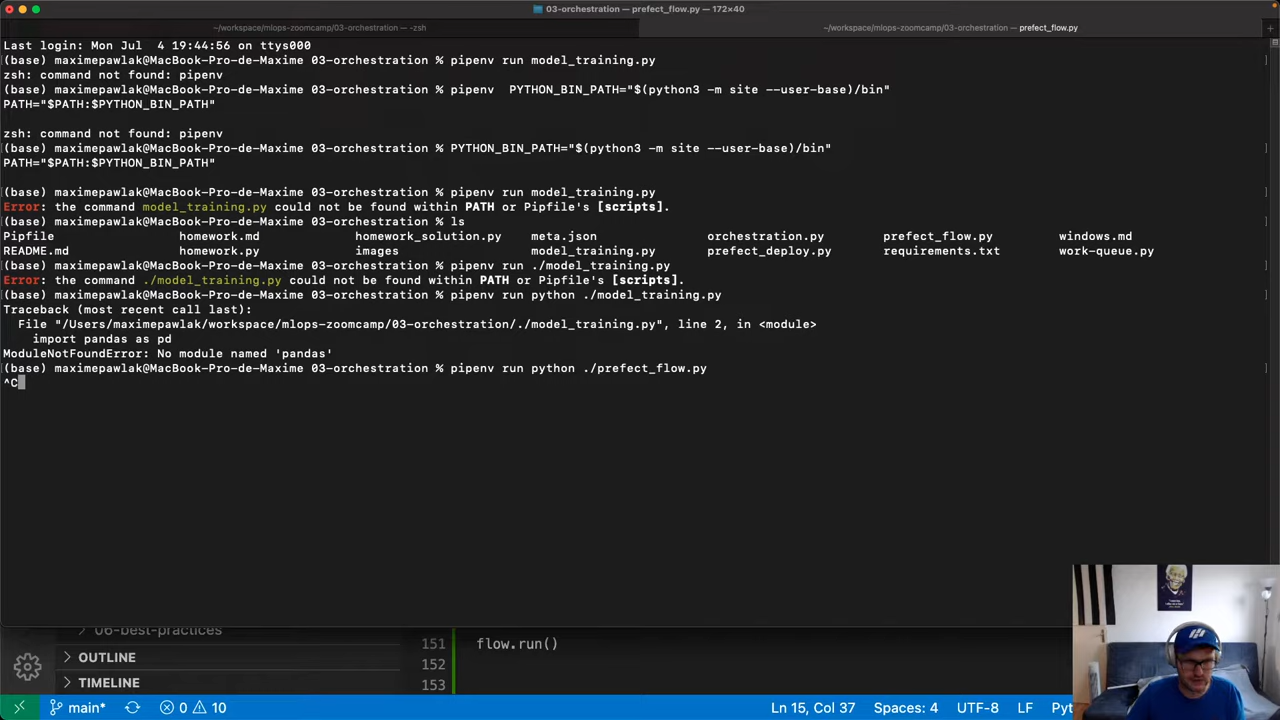 03-orchestration — prefect_flow.py — 172×40
~/workspace/mlops-zoomcamp/03-orchestration — -zsh
~/workspace/mlops-zoomcamp/03-orchestration — prefect_flow.py
Last login: Mon Jul  4 19:44:56 on ttys000
(base) maximepawlak@MacBook-Pro-de-Maxime 03-orchestration % pipenv run model_training.py
zsh: command not found: pipenv
(base) maximepawlak@MacBook-Pro-de-Maxime 03-orchestration % pipenv  PYTHON_BIN_PATH="$(python3 -m site --user-base)/bin"
PATH="$PATH:$PYTHON_BIN_PATH"
zsh: command not found: pipenv
(base) maximepawlak@MacBook-Pro-de-Maxime 03-orchestration % PYTHON_BIN_PATH="$(python3 -m site --user-base)/bin"
PATH="$PATH:$PYTHON_BIN_PATH"
(base) maximepawlak@MacBook-Pro-de-Maxime 03-orchestration % pipenv run model_training.py
Error: the command model_training.py could not be found within PATH or Pipfile's [scripts].
(base) maximepawlak@MacBook-Pro-de-Maxime 03-orchestration % ls
Pipfile homework.md homework_solution.py meta.json orchestration.py prefect_flow.py windows.md
README.md homework.py images model_training.py prefect_deploy.py requirements.txt work-queue.py
(base) maximepawlak@MacBook-Pro-de-Maxime 03-orchestration % pipenv run ./model_training.py
Error: the command ./model_training.py could not be found within PATH or Pipfile's [scripts].
(base) maximepawlak@MacBook-Pro-de-Maxime 03-orchestration % pipenv run python ./model_training.py
Traceback (most recent call last):
  File "/Users/maximepawlak/workspace/mlops-zoomcamp/03-orchestration/./model_training.py", line 2, in <module>
    import pandas as pd
ModuleNotFoundError: No module named 'pandas'
(base) maximepawlak@MacBook-Pro-de-Maxime 03-orchestration % pipenv run python ./prefect_flow.py
^C
06-best-practices
151 flow.run()
OUTLINE
152
TIMELINE
153
main* 0 10 Ln 15, Col 37 Spaces: 4 UTF-8 LF Pyt